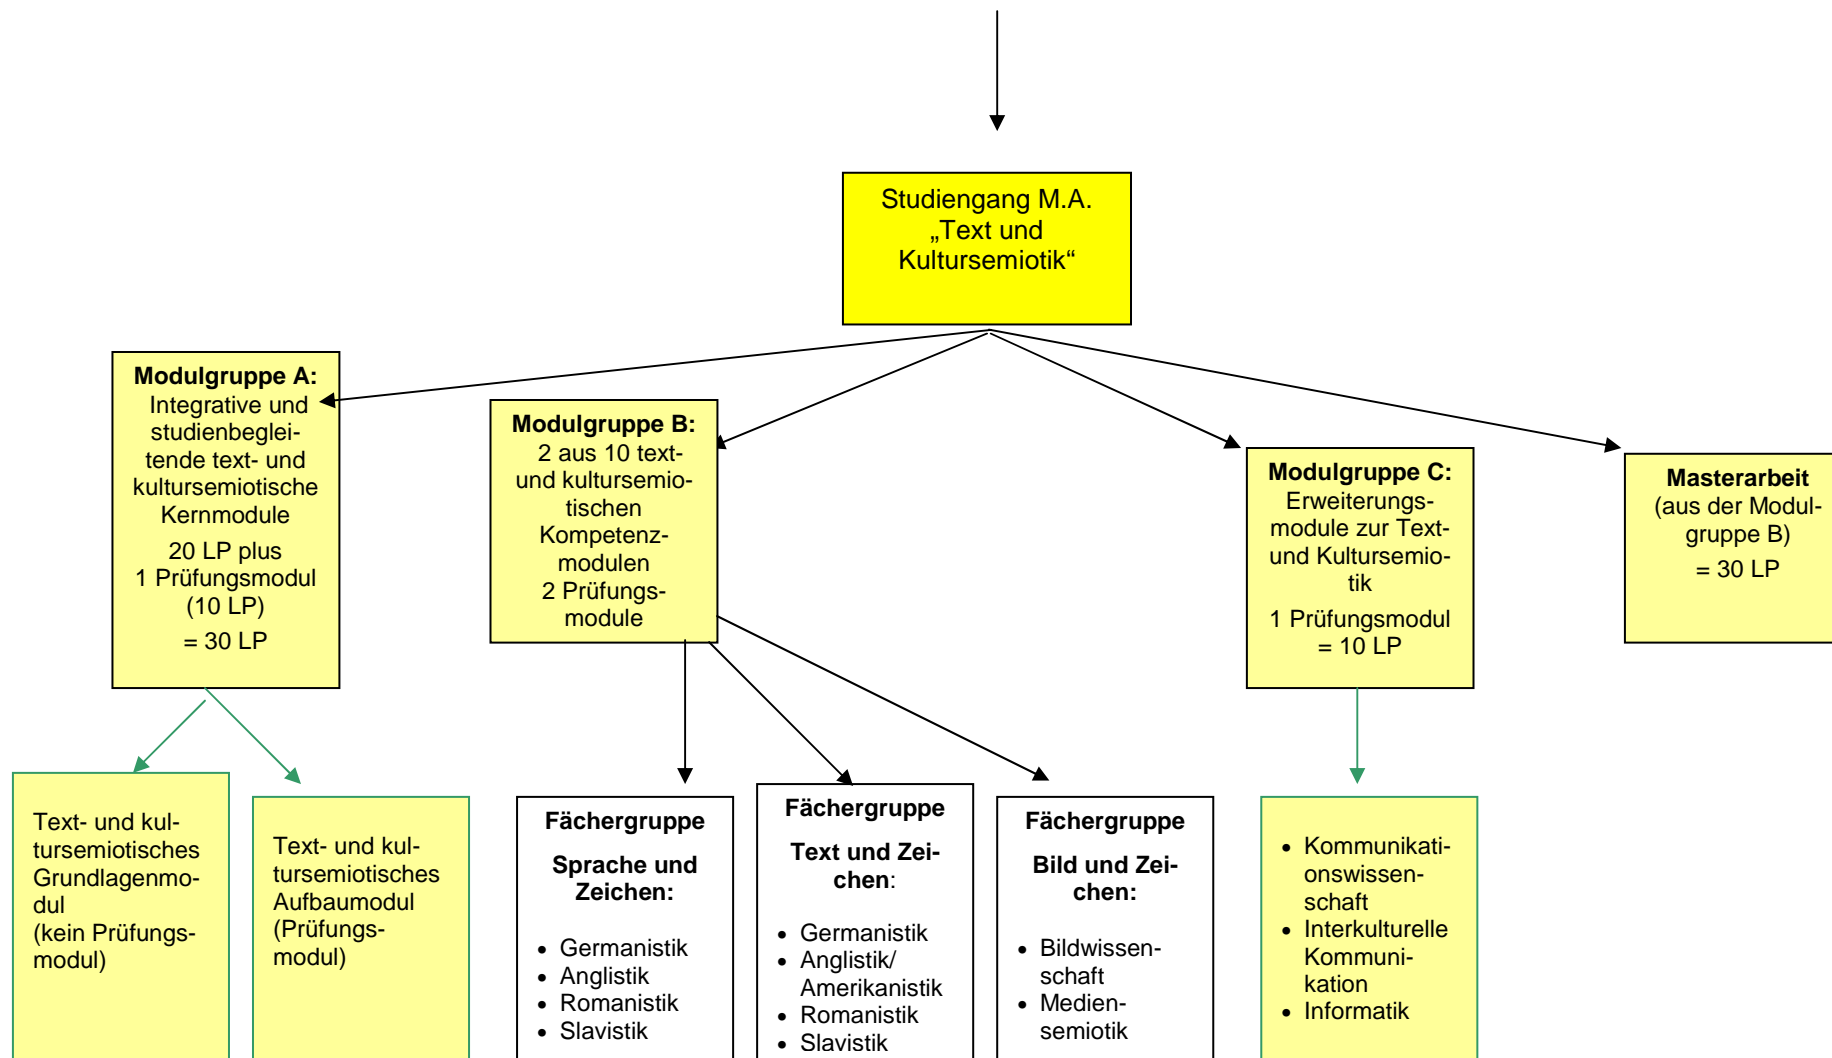 Studiengang M.A.
„Text und
Kultursemiotik“
Modulgruppe A:
Integrative und
studienbeglei-
tende text- und
kultursemiotische
Kernmodule
20 LP plus
1 Prüfungsmodul
(10 LP)
= 30 LP
Modulgruppe B:
2 aus 10 text-
und kultursemio-
tischen
Kompetenz-
modulen
2 Prüfungs-
module
Modulgruppe C:
Erweiterungs-
module zur Text-
und Kultursemio-
tik
1 Prüfungsmodul
= 10 LP
Masterarbeit
(aus der Modul-
gruppe B)
= 30 LP
Text- und kul-
tursemiotisches
Grundlagenmo-
dul
(kein Prüfungs-
modul)
Text- und kul-
tursemiotisches
Aufbaumodul
(Prüfungs-
modul)
Fächergruppe
Sprache und
Zeichen:
• Germanistik
• Anglistik
• Romanistik
• Slavistik
Fächergruppe
Text und Zei-
chen:
• Germanistik
• Anglistik/
Amerikanistik
• Romanistik
• Slavistik
Fächergruppe
Bild und Zei-
chen:
• Bildwissen-
schaft
• Medien-
semiotik
• Kommunikati-
onswissen-
schaft
• Interkulturelle
Kommuni-
kation
• Informatik